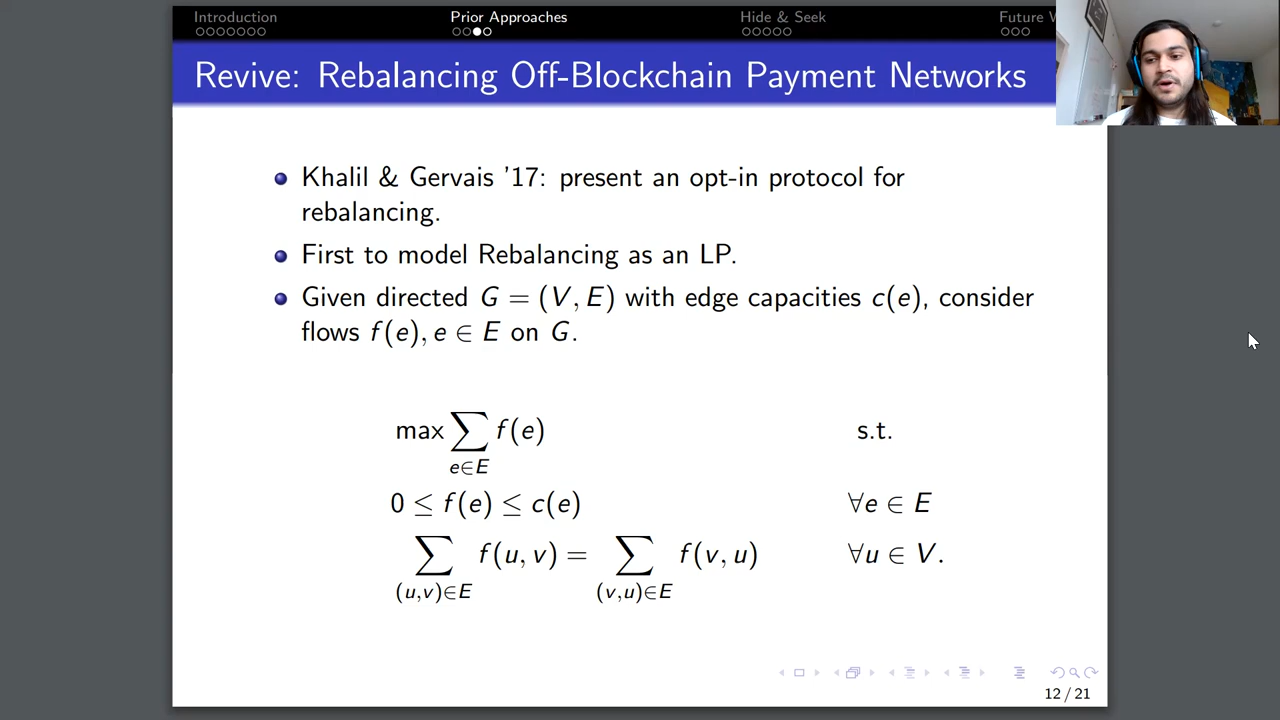 Introduction Prior Approaches Hide & Seek Future
Revive: Rebalancing Off-Blockchain Payment Networks
Khalil & Gervais '17: present an opt-in protocol for
rebalancing.
First to model Rebalancing as an LP.
Given directed G = (V, E) with edge capacities c(e), consider
flows f(e), e ∈ E on G.
max ∑ f(e) s.t.
e∈E
0 ≤ f(e) ≤ c(e) ∀e ∈ E
∑ f(u, v) = ∑ f(v, u) ∀u ∈ V.
(u,v)∈E (v,u)∈E
12 / 21